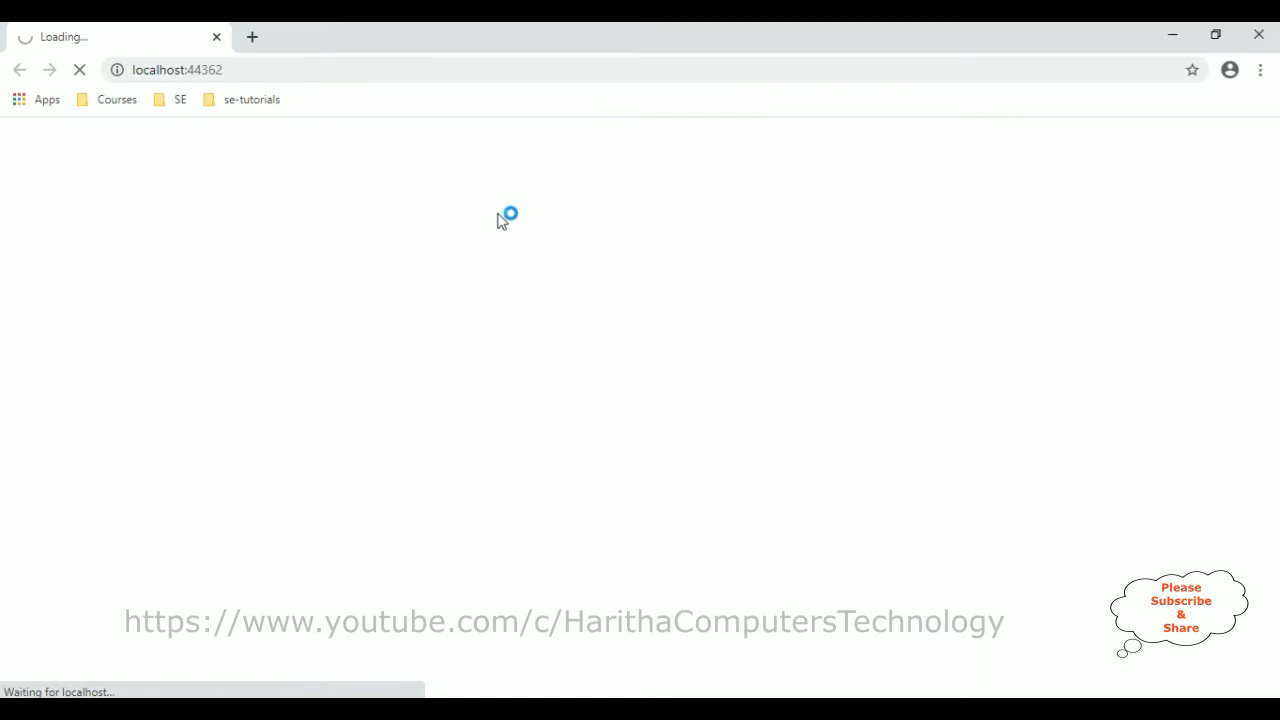 Loading...
localhost:44362
Apps
Courses
SE
se-tutorials
https://www.youtube.com/c/HarithaComputersTechnology
Please
Subscribe
&
Share
Waiting for localhost...